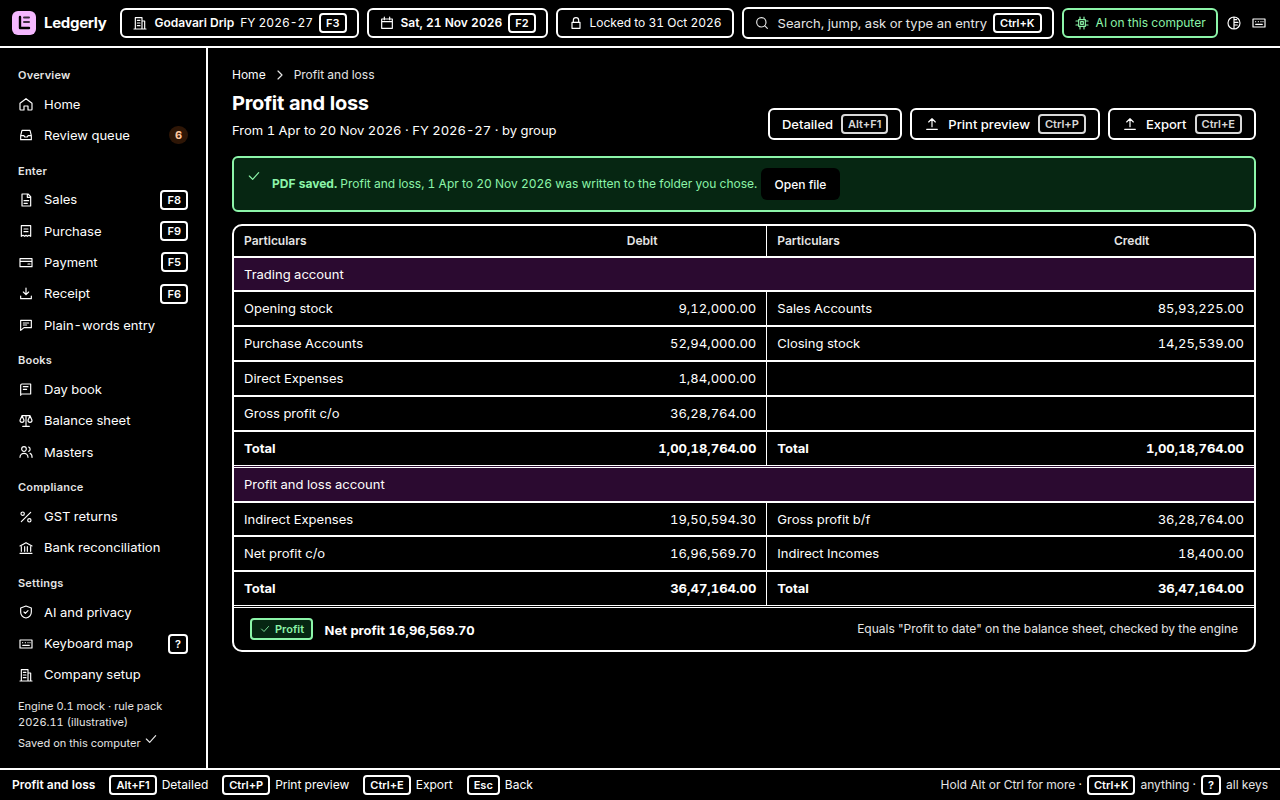 Ledgerly
Godavari Drip FY 2026-27 F3
Sat, 21 Nov 2026 F2
Locked to 31 Oct 2026
Search, jump, ask or type an entry Ctrl+K
AI on this computer
Overview
Home
Review queue 6
Enter
Sales F8
Purchase F9
Payment F5
Receipt F6
Plain-words entry
Books
Day book
Balance sheet
Masters
Compliance
GST returns
Bank reconciliation
Settings
AI and privacy
Keyboard map ?
Company setup
Engine 0.1 mock · rule pack
2026.11 (illustrative)
Saved on this computer
Home Profit and loss
Profit and loss
From 1 Apr to 20 Nov 2026 · FY 2026-27 · by group
Detailed Alt+F1
Print preview Ctrl+P
Export Ctrl+E
PDF saved. Profit and loss, 1 Apr to 20 Nov 2026 was written to the folder you chose. Open file
Particulars Debit Particulars Credit
Trading account
Opening stock 9,12,000.00 Sales Accounts 85,93,225.00
Purchase Accounts 52,94,000.00 Closing stock 14,25,539.00
Direct Expenses 1,84,000.00
Gross profit c/o 36,28,764.00
Total 1,00,18,764.00 Total 1,00,18,764.00
Profit and loss account
Indirect Expenses 19,50,594.30 Gross profit b/f 36,28,764.00
Net profit c/o 16,96,569.70 Indirect Incomes 18,400.00
Total 36,47,164.00 Total 36,47,164.00
Profit Net profit 16,96,569.70 Equals "Profit to date" on the balance sheet, checked by the engine
Profit and loss Alt+F1 Detailed Ctrl+P Print preview Ctrl+E Export Esc Back
Hold Alt or Ctrl for more · Ctrl+K anything · ? all keys